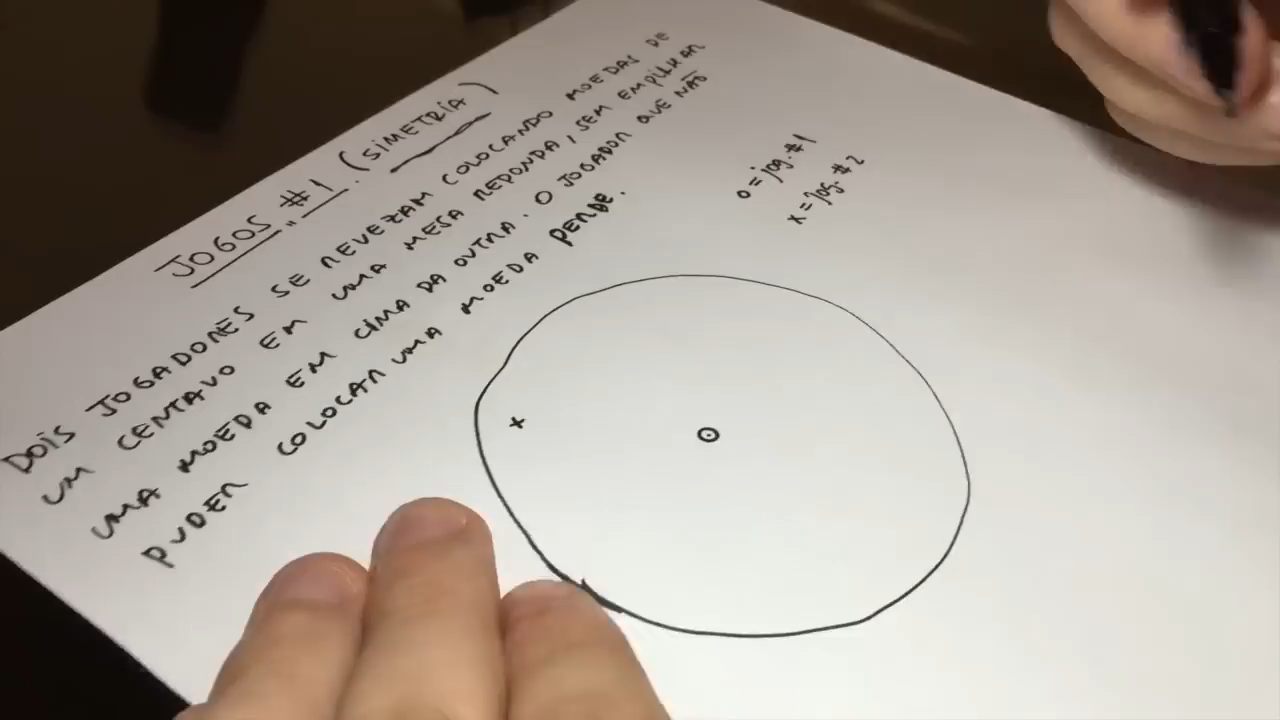 JOGOS #1. (SIMETRIA)
DOIS JOGADORES SE REVEZAM COLOCANDO MOEDAS DE
UM CENTAVO EM UMA MESA REDONDA, SEM EMPILHAR
UMA MOEDA EM CIMA DA OUTRA. O JOGADOR QUE NÃO
PUDER COLOCAR UMA MOEDA PERDE.
O = jog. #1
X = jog. #2
X